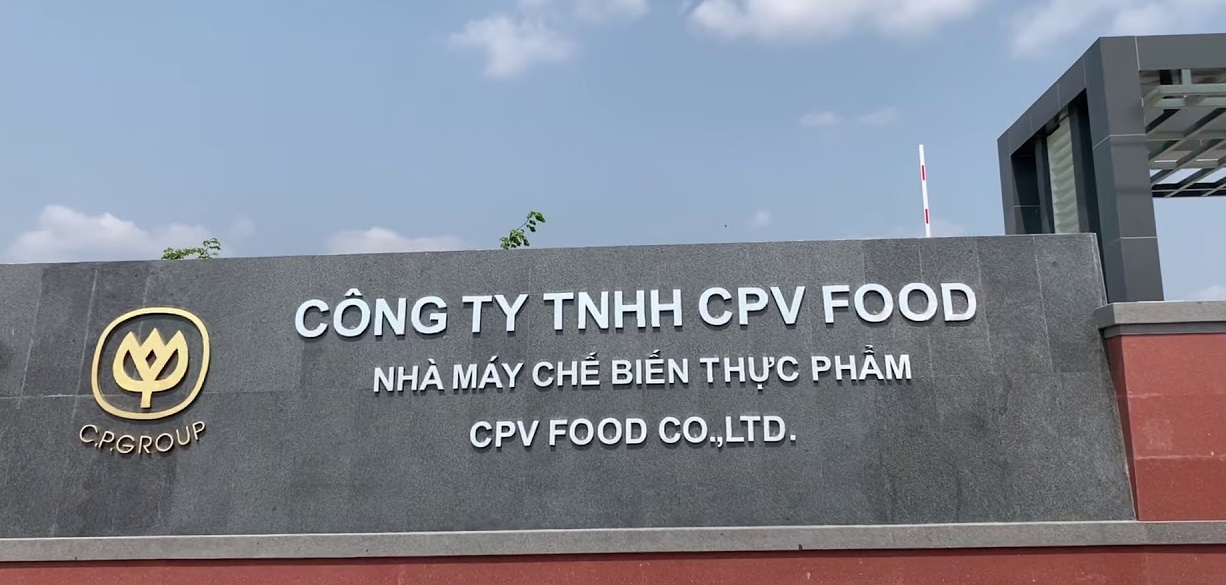 CÔNG TY TNHH CPV FOOD
NHÀ MÁY CHẾ BIẾN THỰC PHẨM
CPV FOOD CO.,LTD.
C.P.GROUP